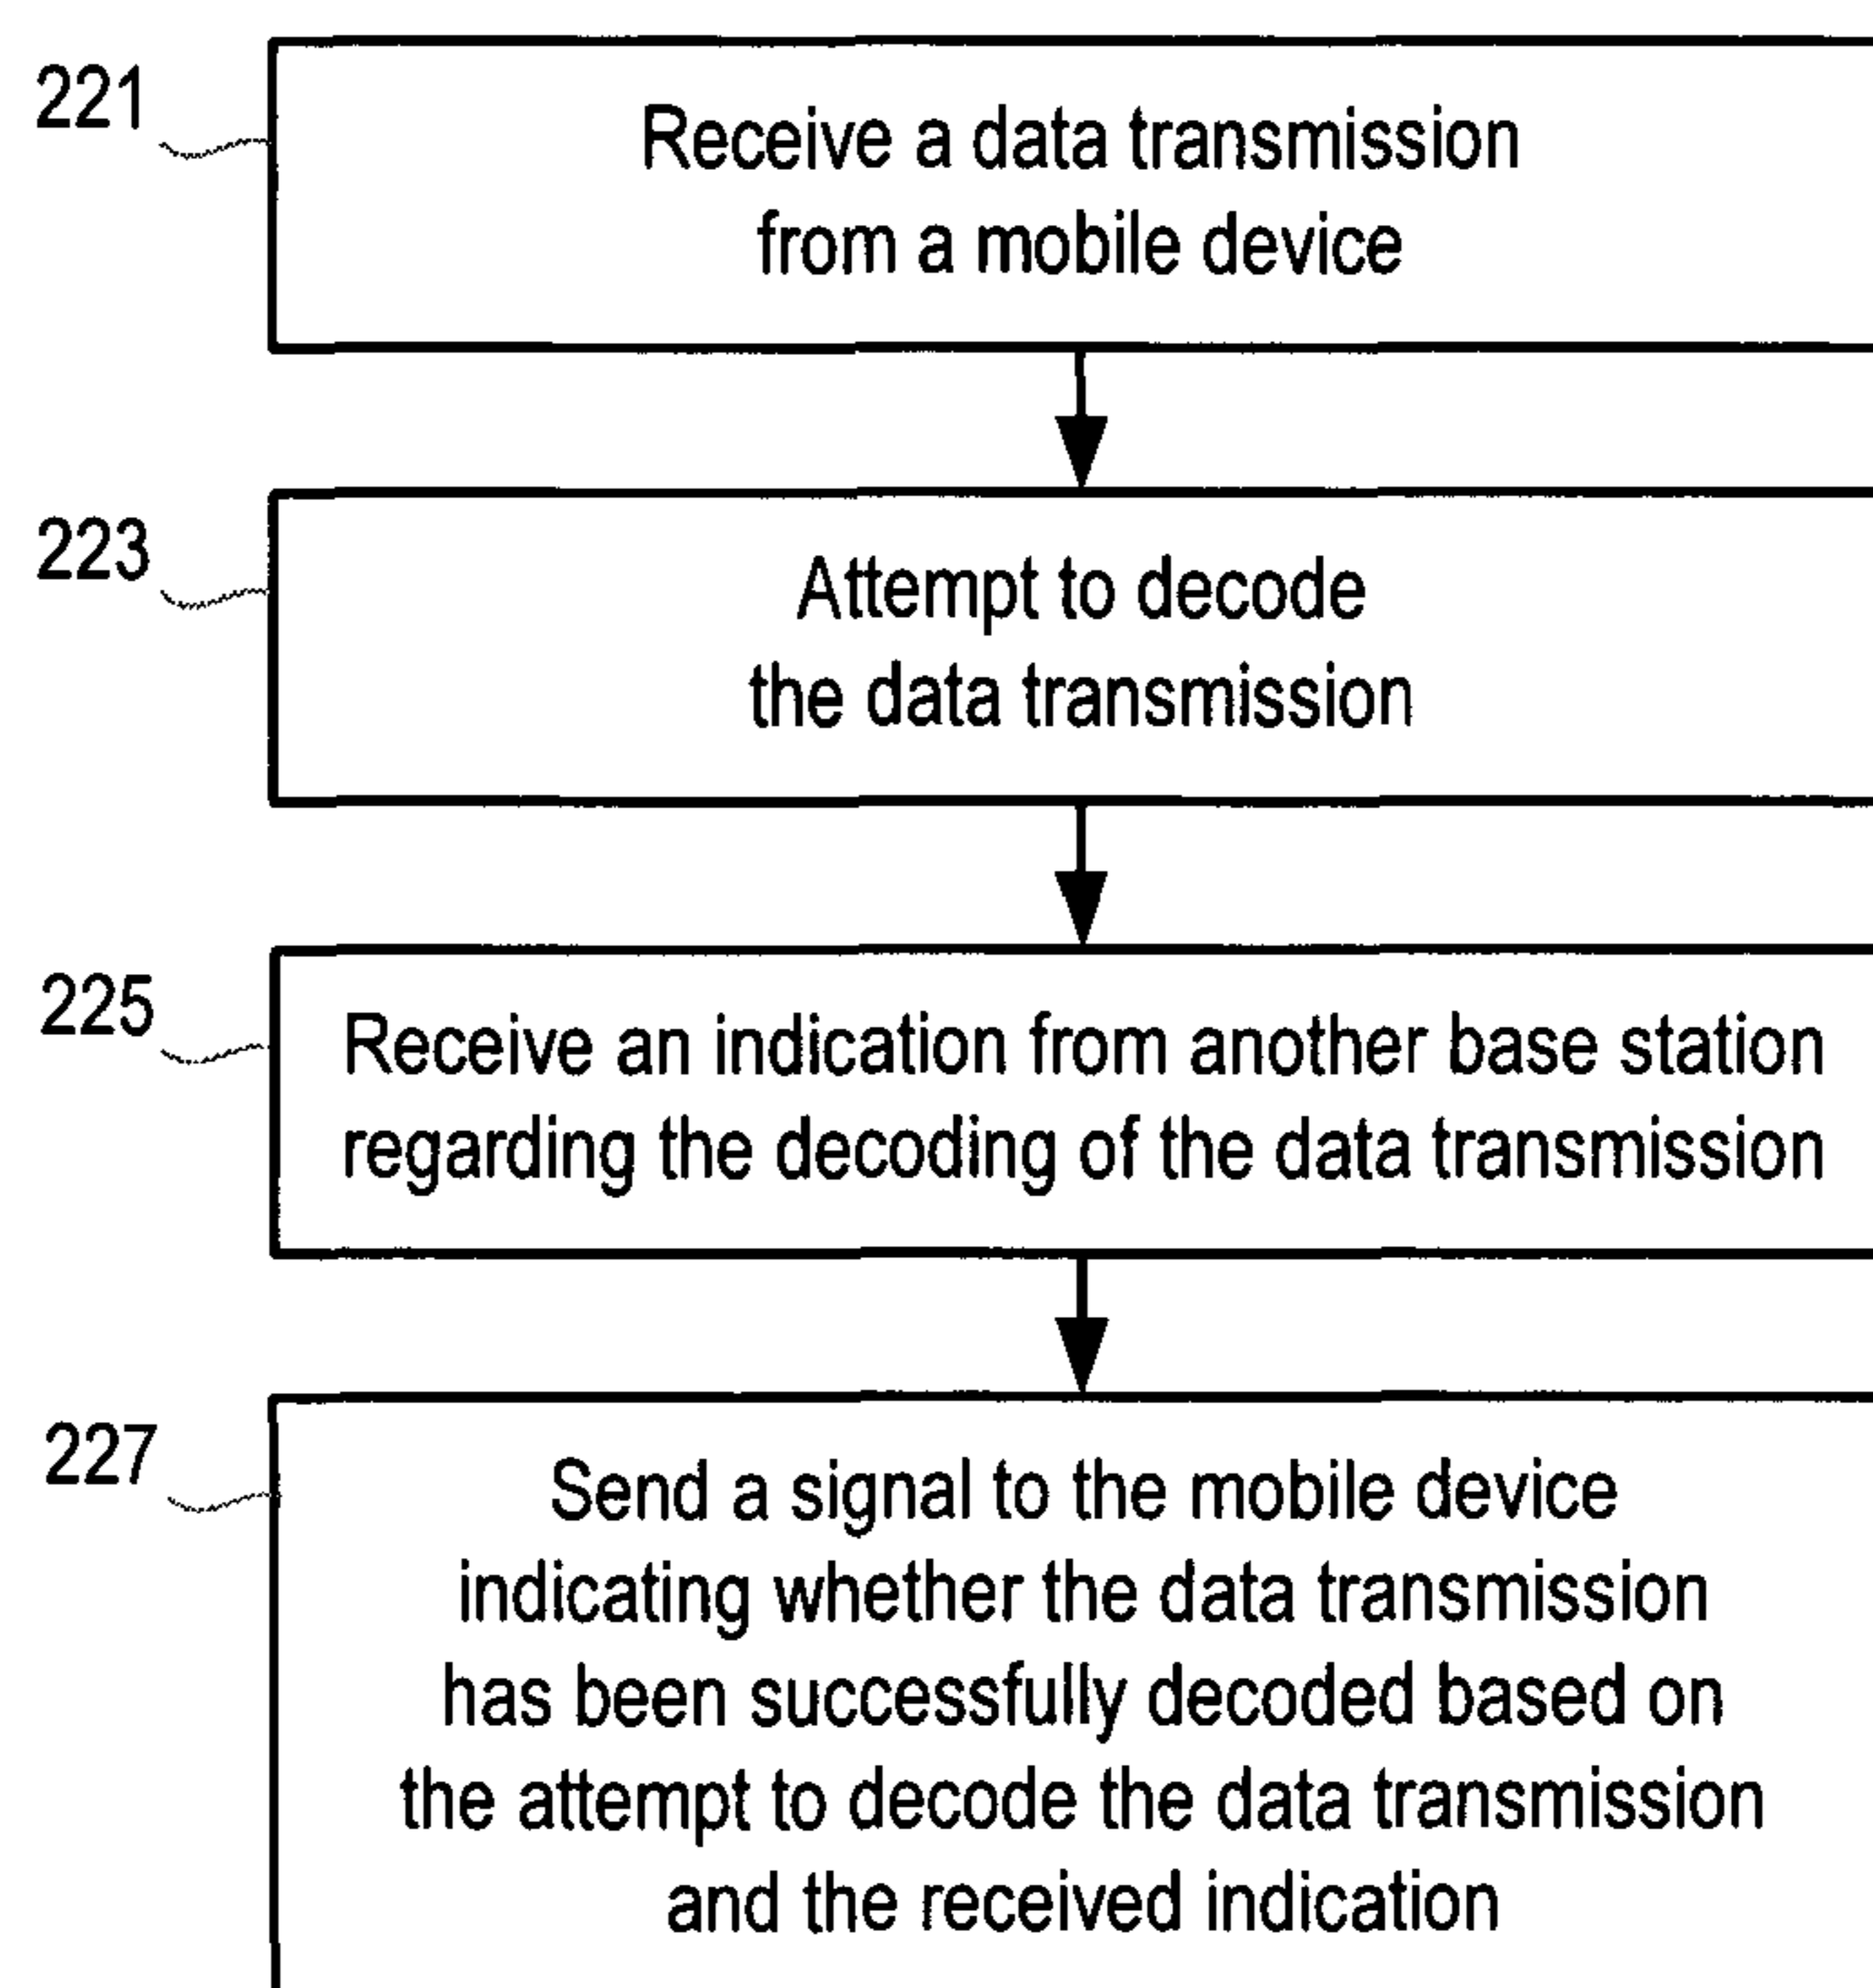 221
Receive a data transmission
from a mobile device
223
Attempt to decode
the data transmission
225
Receive an indication from another base station
regarding the decoding of the data transmission
227
Send a signal to the mobile device
indicating whether the data transmission
has been successfully decoded based on
the attempt to decode the data transmission
and the received indication